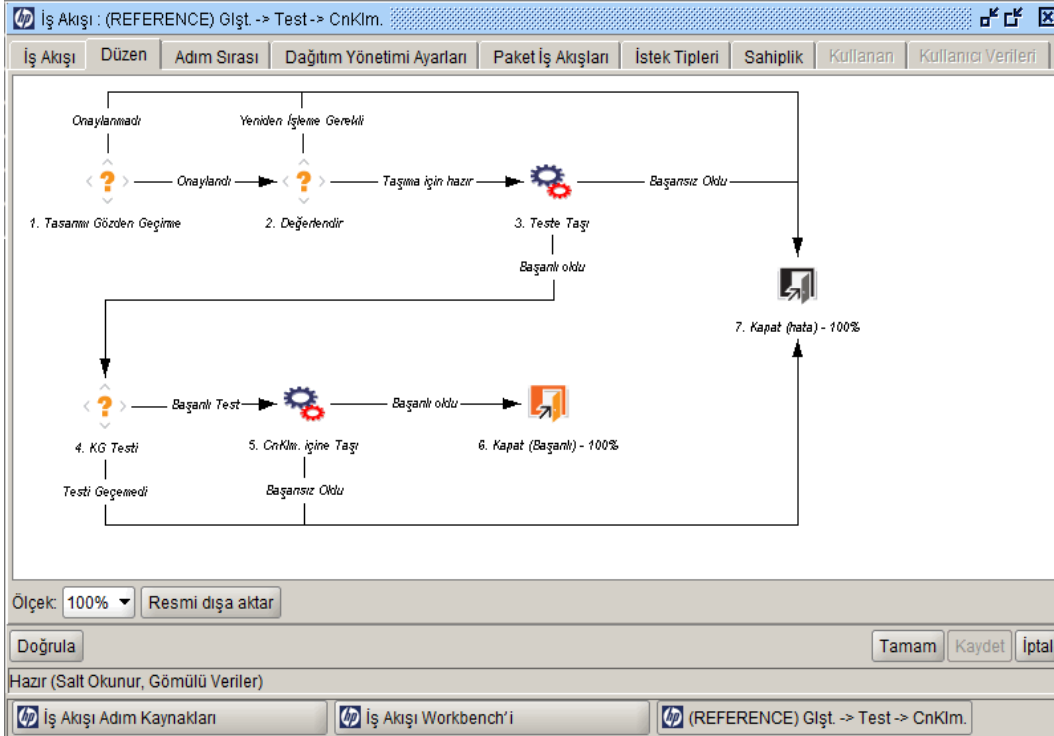 İş Akışı : (REFERENCE) Glşt. -> Test -> CnKlm.
İş Akışı Düzen Adım Sırası Dağıtım Yönetimi Ayarları Paket İş Akışları İstek Tipleri Sahiplik Kullanan Kullanıcı Verileri
Onaylanmadı Yeniden İşleme Gerekli
Onaylandı Taşıma için hazır Başarısız Oldu
1. Tasarımı Gözden Geçirme 2. Değerlendir 3. Teste Taşı
Başarılı oldu
7. Kapat (hata) - 100%
Başarılı Test Başarılı oldu
4. KG Testi 5. CnKlm. içine Taşı 6. Kapat (Başarılı) - 100%
Testi Geçemedi Başarısız Oldu
Ölçek: 100% Resmi dışa aktar
Doğrula Tamam Kaydet İptal
Hazır (Salt Okunur, Gömülü Veriler)
hp İş Akışı Adım Kaynakları hp İş Akışı Workbench'i hp (REFERENCE) Glşt. -> Test -> CnKlm.